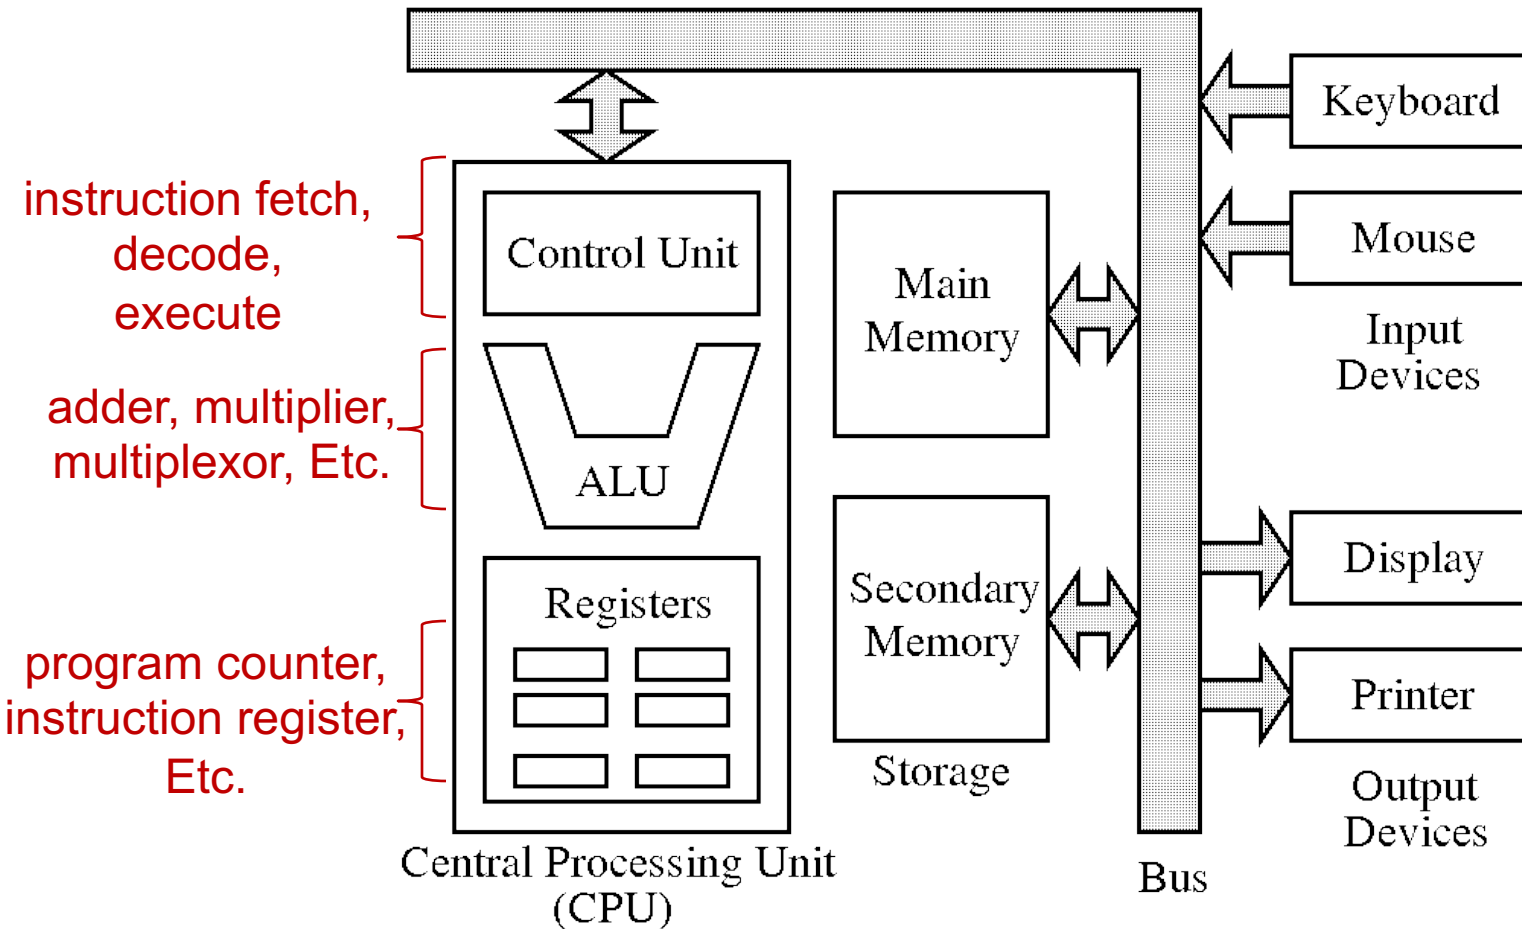 instruction fetch,
decode,
execute
adder, multiplier,
multiplexor, Etc.
program counter,
instruction register,
Etc.
Control Unit
ALU
Registers
Central Processing Unit
(CPU)
Main
Memory
Secondary
Memory
Storage
Bus
Keyboard
Mouse
Input
Devices
Display
Printer
Output
Devices